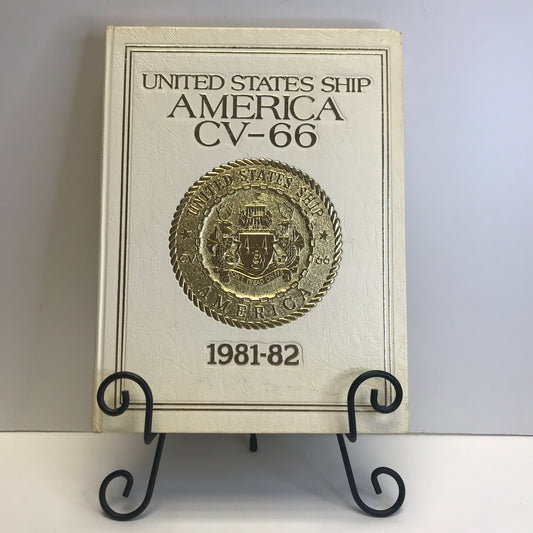 UNITED STATES SHIP
AMERICA
CV-66
UNITED STATES SHIP
CV 66
AMERICA
1981-82